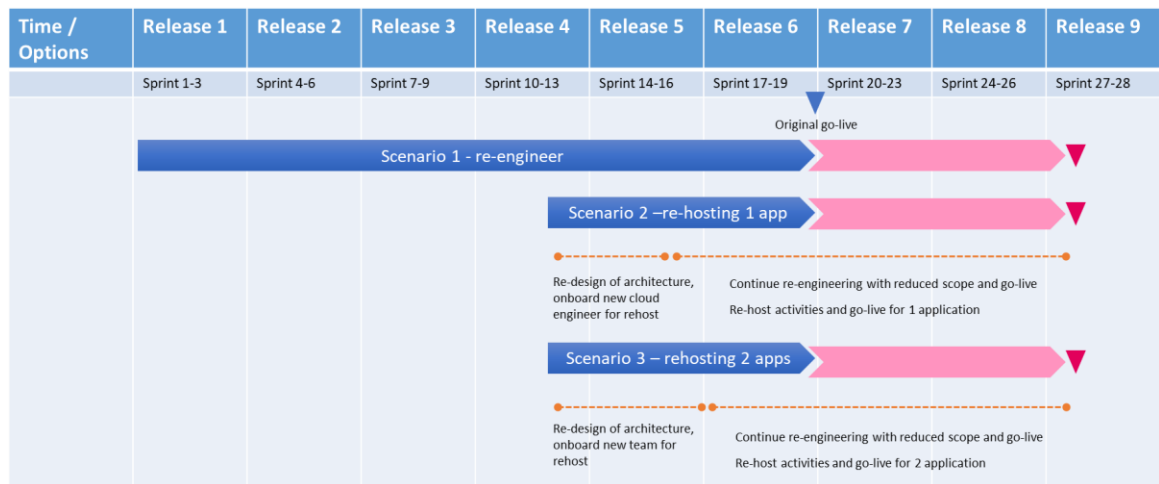 Time / Options
Release 1
Release 2
Release 3
Release 4
Release 5
Release 6
Release 7
Release 8
Release 9
Sprint 1-3
Sprint 4-6
Sprint 7-9
Sprint 10-13
Sprint 14-16
Sprint 17-19
Sprint 20-23
Sprint 24-26
Sprint 27-28
Original go-live
Scenario 1 - re-engineer
Scenario 2 –re-hosting 1 app
Re-design of architecture,
onboard new cloud
engineer for rehost
Continue re-engineering with reduced scope and go-live
Re-host activities and go-live for 1 application
Scenario 3 – rehosting 2 apps
Re-design of architecture,
onboard new team for
rehost
Continue re-engineering with reduced scope and go-live
Re-host activities and go-live for 2 application